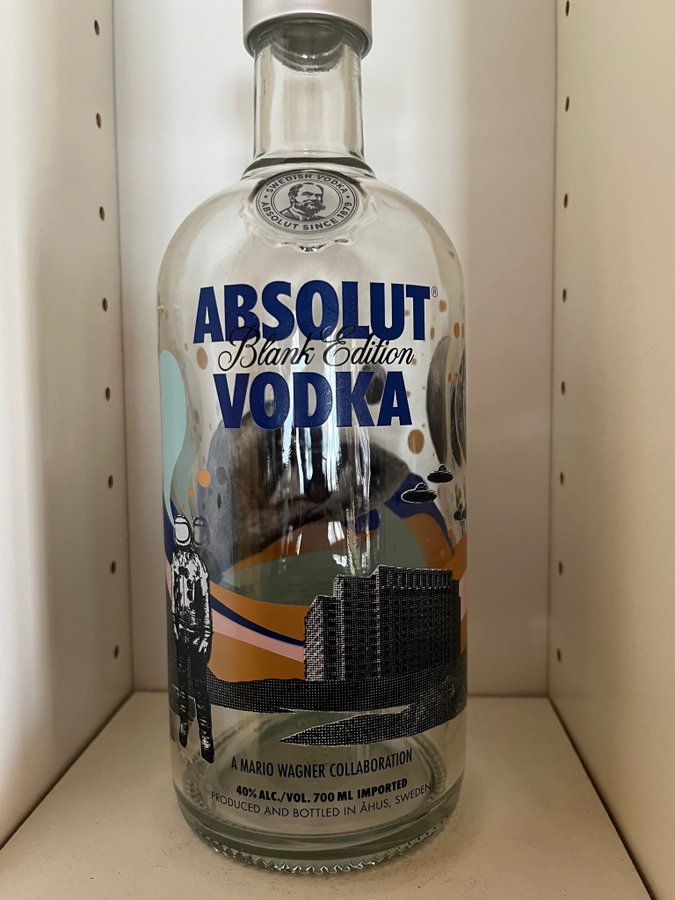 SWEDISH VODKA
ABSOLUT SINCE 1879
ABSOLUT®
Blank Edition
VODKA
A MARIO WAGNER COLLABORATION
40% ALC./VOL. 700 ML IMPORTED
PRODUCED AND BOTTLED IN ÅHUS, SWEDEN